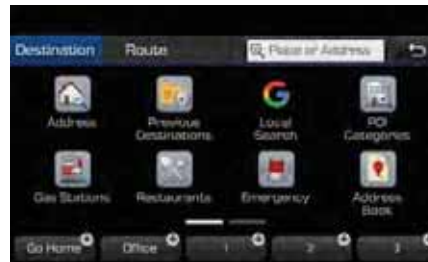 Destination
Route
Place or Address
Address
Previous
Destinations
Local
Search
POI
Categories
Gas Stations
Restaurants
Emergency
Address
Book
Go Home
Office
1
2
3